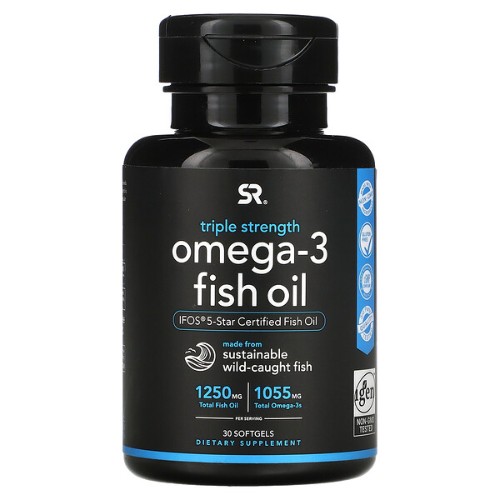 SR®
triple strength
omega-3
fish oil
IFOS® 5-Star Certified Fish Oil
made from
sustainable
wild-caught fish
1250MG
Total Fish Oil
1055MG
Total Omega-3s
PER SERVING
30 SOFTGELS
DIETARY SUPPLEMENT
igen
NON-GMO
TESTED